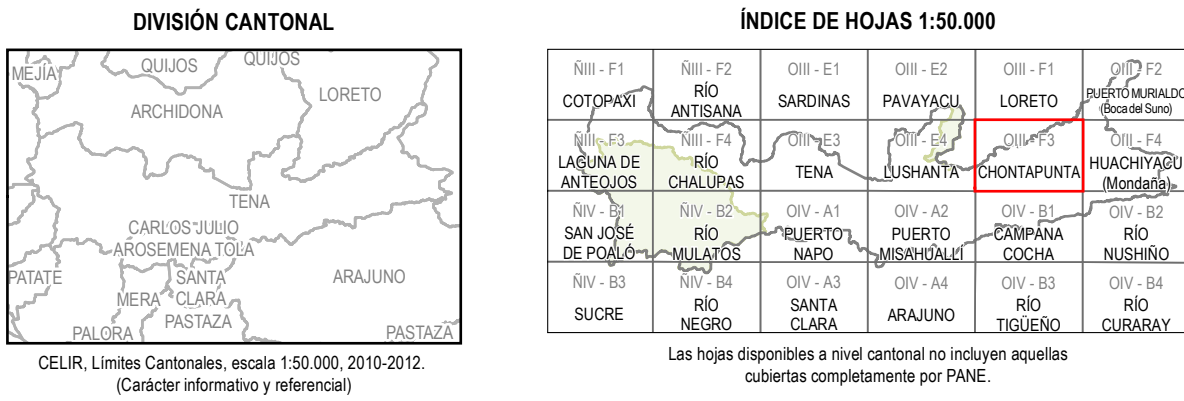 DIVISIÓN CANTONAL
MEJÍA
QUIJOS
QUIJOS
ARCHIDONA
LORETO
TENA
CARLOS JULIO
AROSEMENA TOLA
PATATE
MERA
SANTA
CLARA
ARAJUNO
PALORA
PASTAZA
PASTAZA
CELIR, Límites Cantonales, escala 1:50.000, 2010-2012.
(Carácter informativo y referencial)
ÍNDICE DE HOJAS 1:50.000
ÑIII - F1
COTOPAXI
ÑIII - F2
RÍO
ANTISANA
OIII - E1
SARDINAS
OIII - E2
PAVAYACU
OIII - F1
LORETO
OIII - F2
PUERTO MURIALDO
(Boca del Suno)
ÑIII - F3
LAGUNA DE
ANTEOJOS
ÑIII - F4
RÍO
CHALUPAS
OIII - E3
TENA
OIII - E4
LUSHANTA
OIII - F3
CHONTAPUNTA
OIII - F4
HUACHIYACU
(Mondaña)
ÑIV - B1
SAN JOSÉ
DE POALÓ
ÑIV - B2
RÍO
MULATOS
OIV - A1
PUERTO
NAPO
OIV - A2
PUERTO
MISAHUALLÍ
OIV - B1
CAMPANA
COCHA
OIV - B2
RÍO
NUSHIÑO
ÑIV - B3
SUCRE
ÑIV - B4
RÍO
NEGRO
OIV - A3
SANTA
CLARA
OIV - A4
ARAJUNO
OIV - B3
RÍO
TIGÜEÑO
OIV - B4
RÍO
CURARAY
Las hojas disponibles a nivel cantonal no incluyen aquellas
cubiertas completamente por PANE.